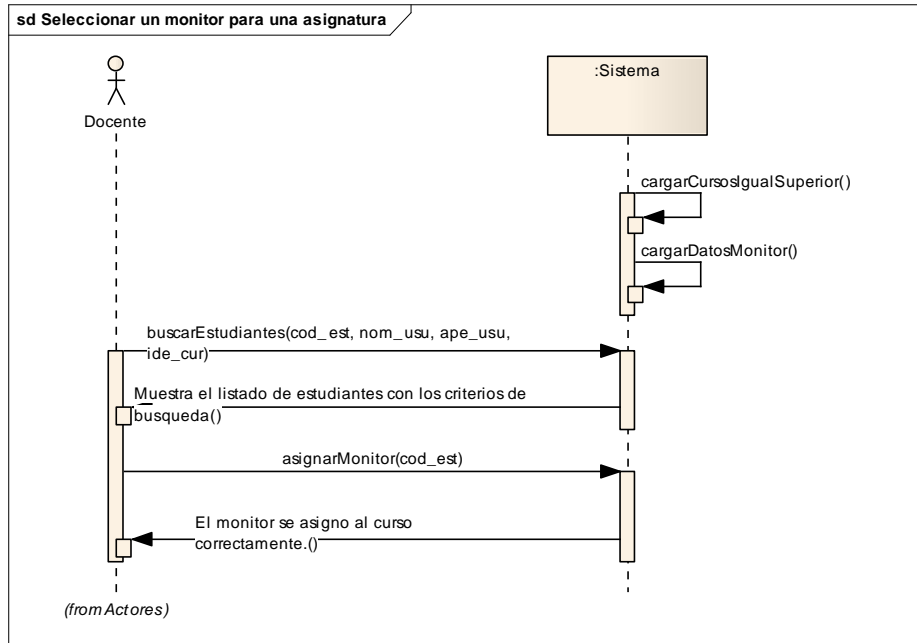 sd Seleccionar un monitor para una asignatura
:Sistema
Docente
cargarCursosIgualSuperior()
cargarDatosMonitor()
buscarEstudiantes(cod_est, nom_usu, ape_usu,
ide_cur)
Muestra el listado de estudiantes con los criterios de
busqueda()
asignarMonitor(cod_est)
El monitor se asigno al curso
correctamente.()
(from Actores)